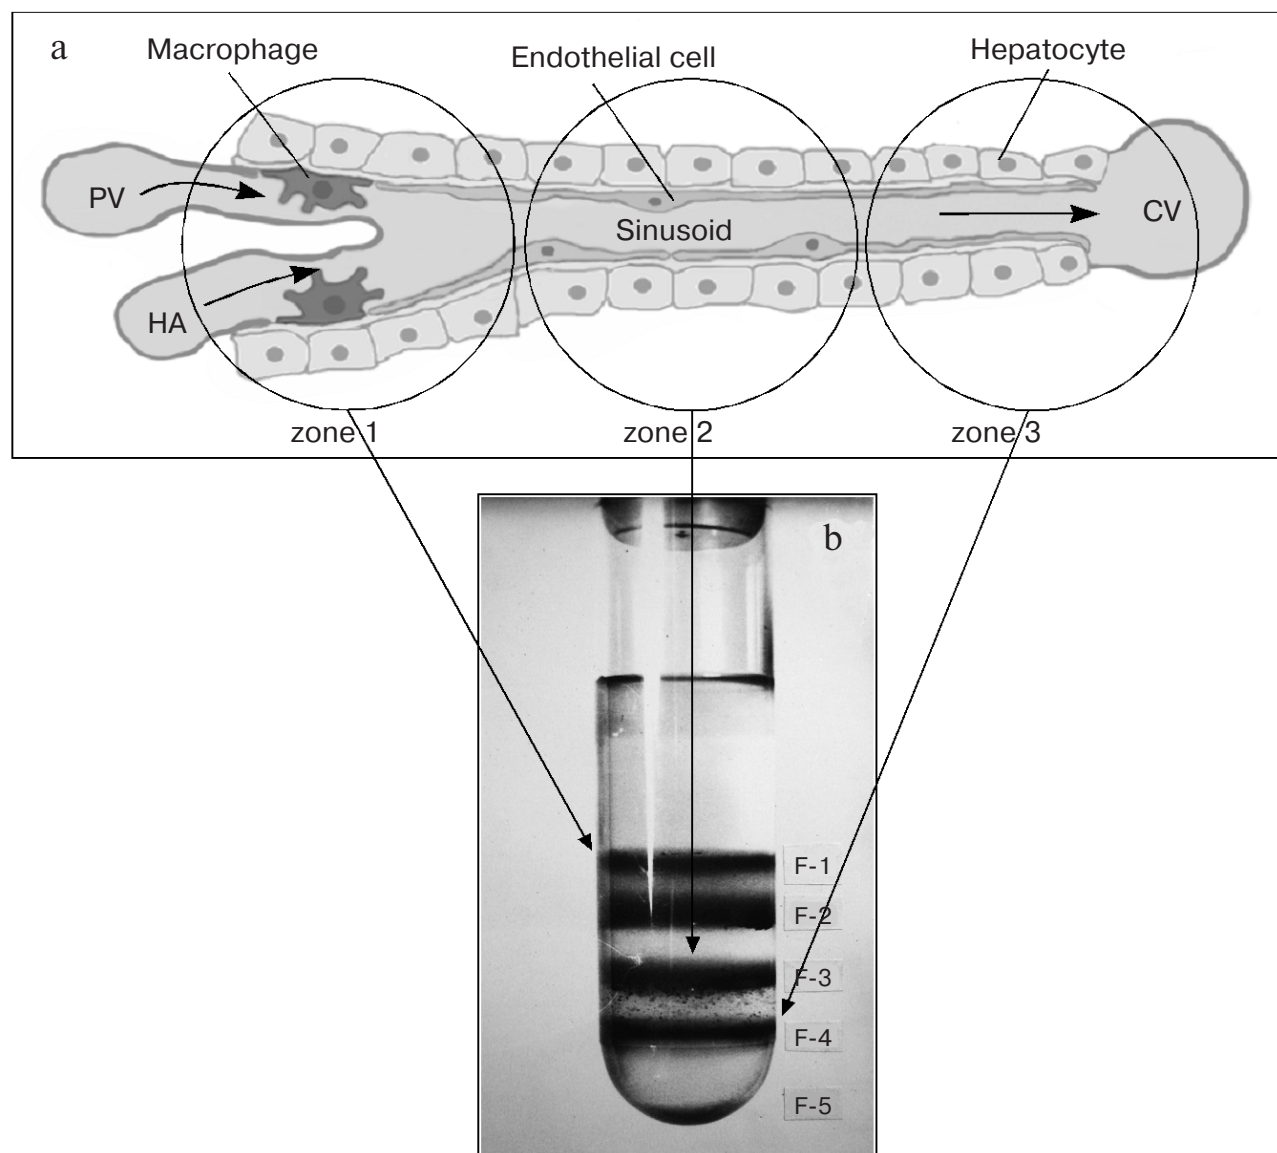 a
Macrophage
Endothelial cell
Hepatocyte
PV
Sinusoid
CV
HA
zone 1
zone 2
zone 3
b
F-1
F-2
F-3
F-4
F-5